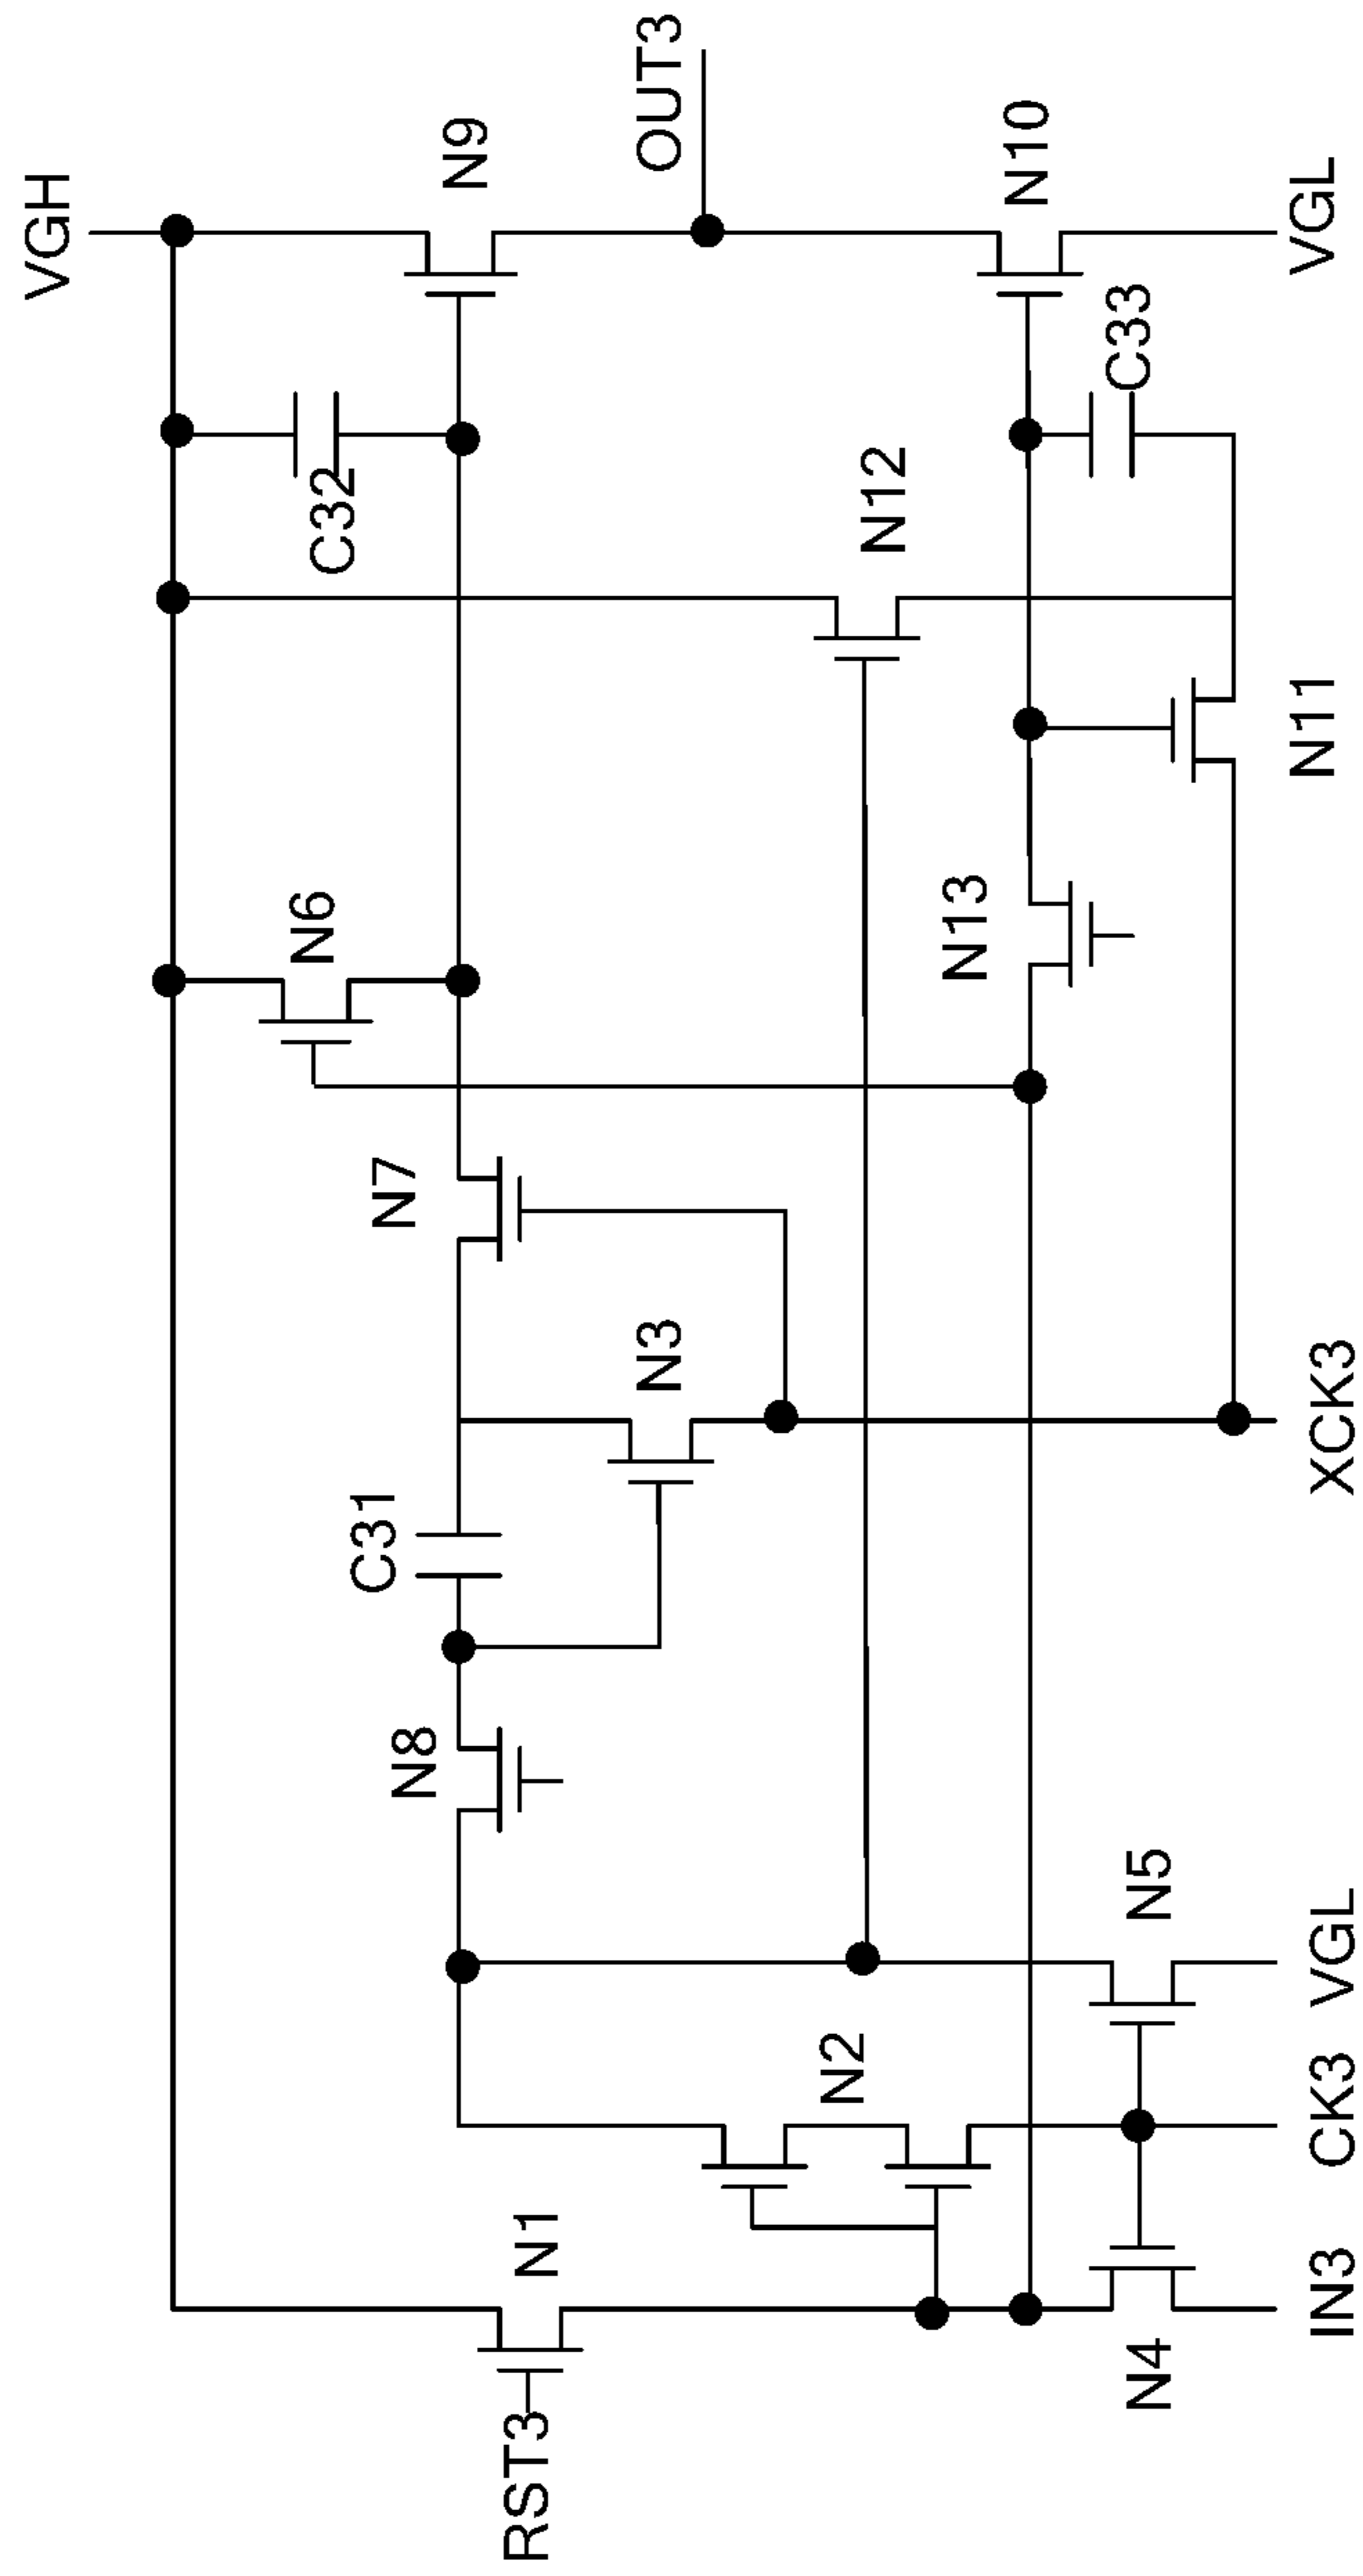 VGH
N6
C32
N9
C31
N7
N8
RST3
N1
N3
OUT3
N2
N12
N13
N10
N4
N5
C33
N11
IN3
CK3
VGL
XCK3
VGL